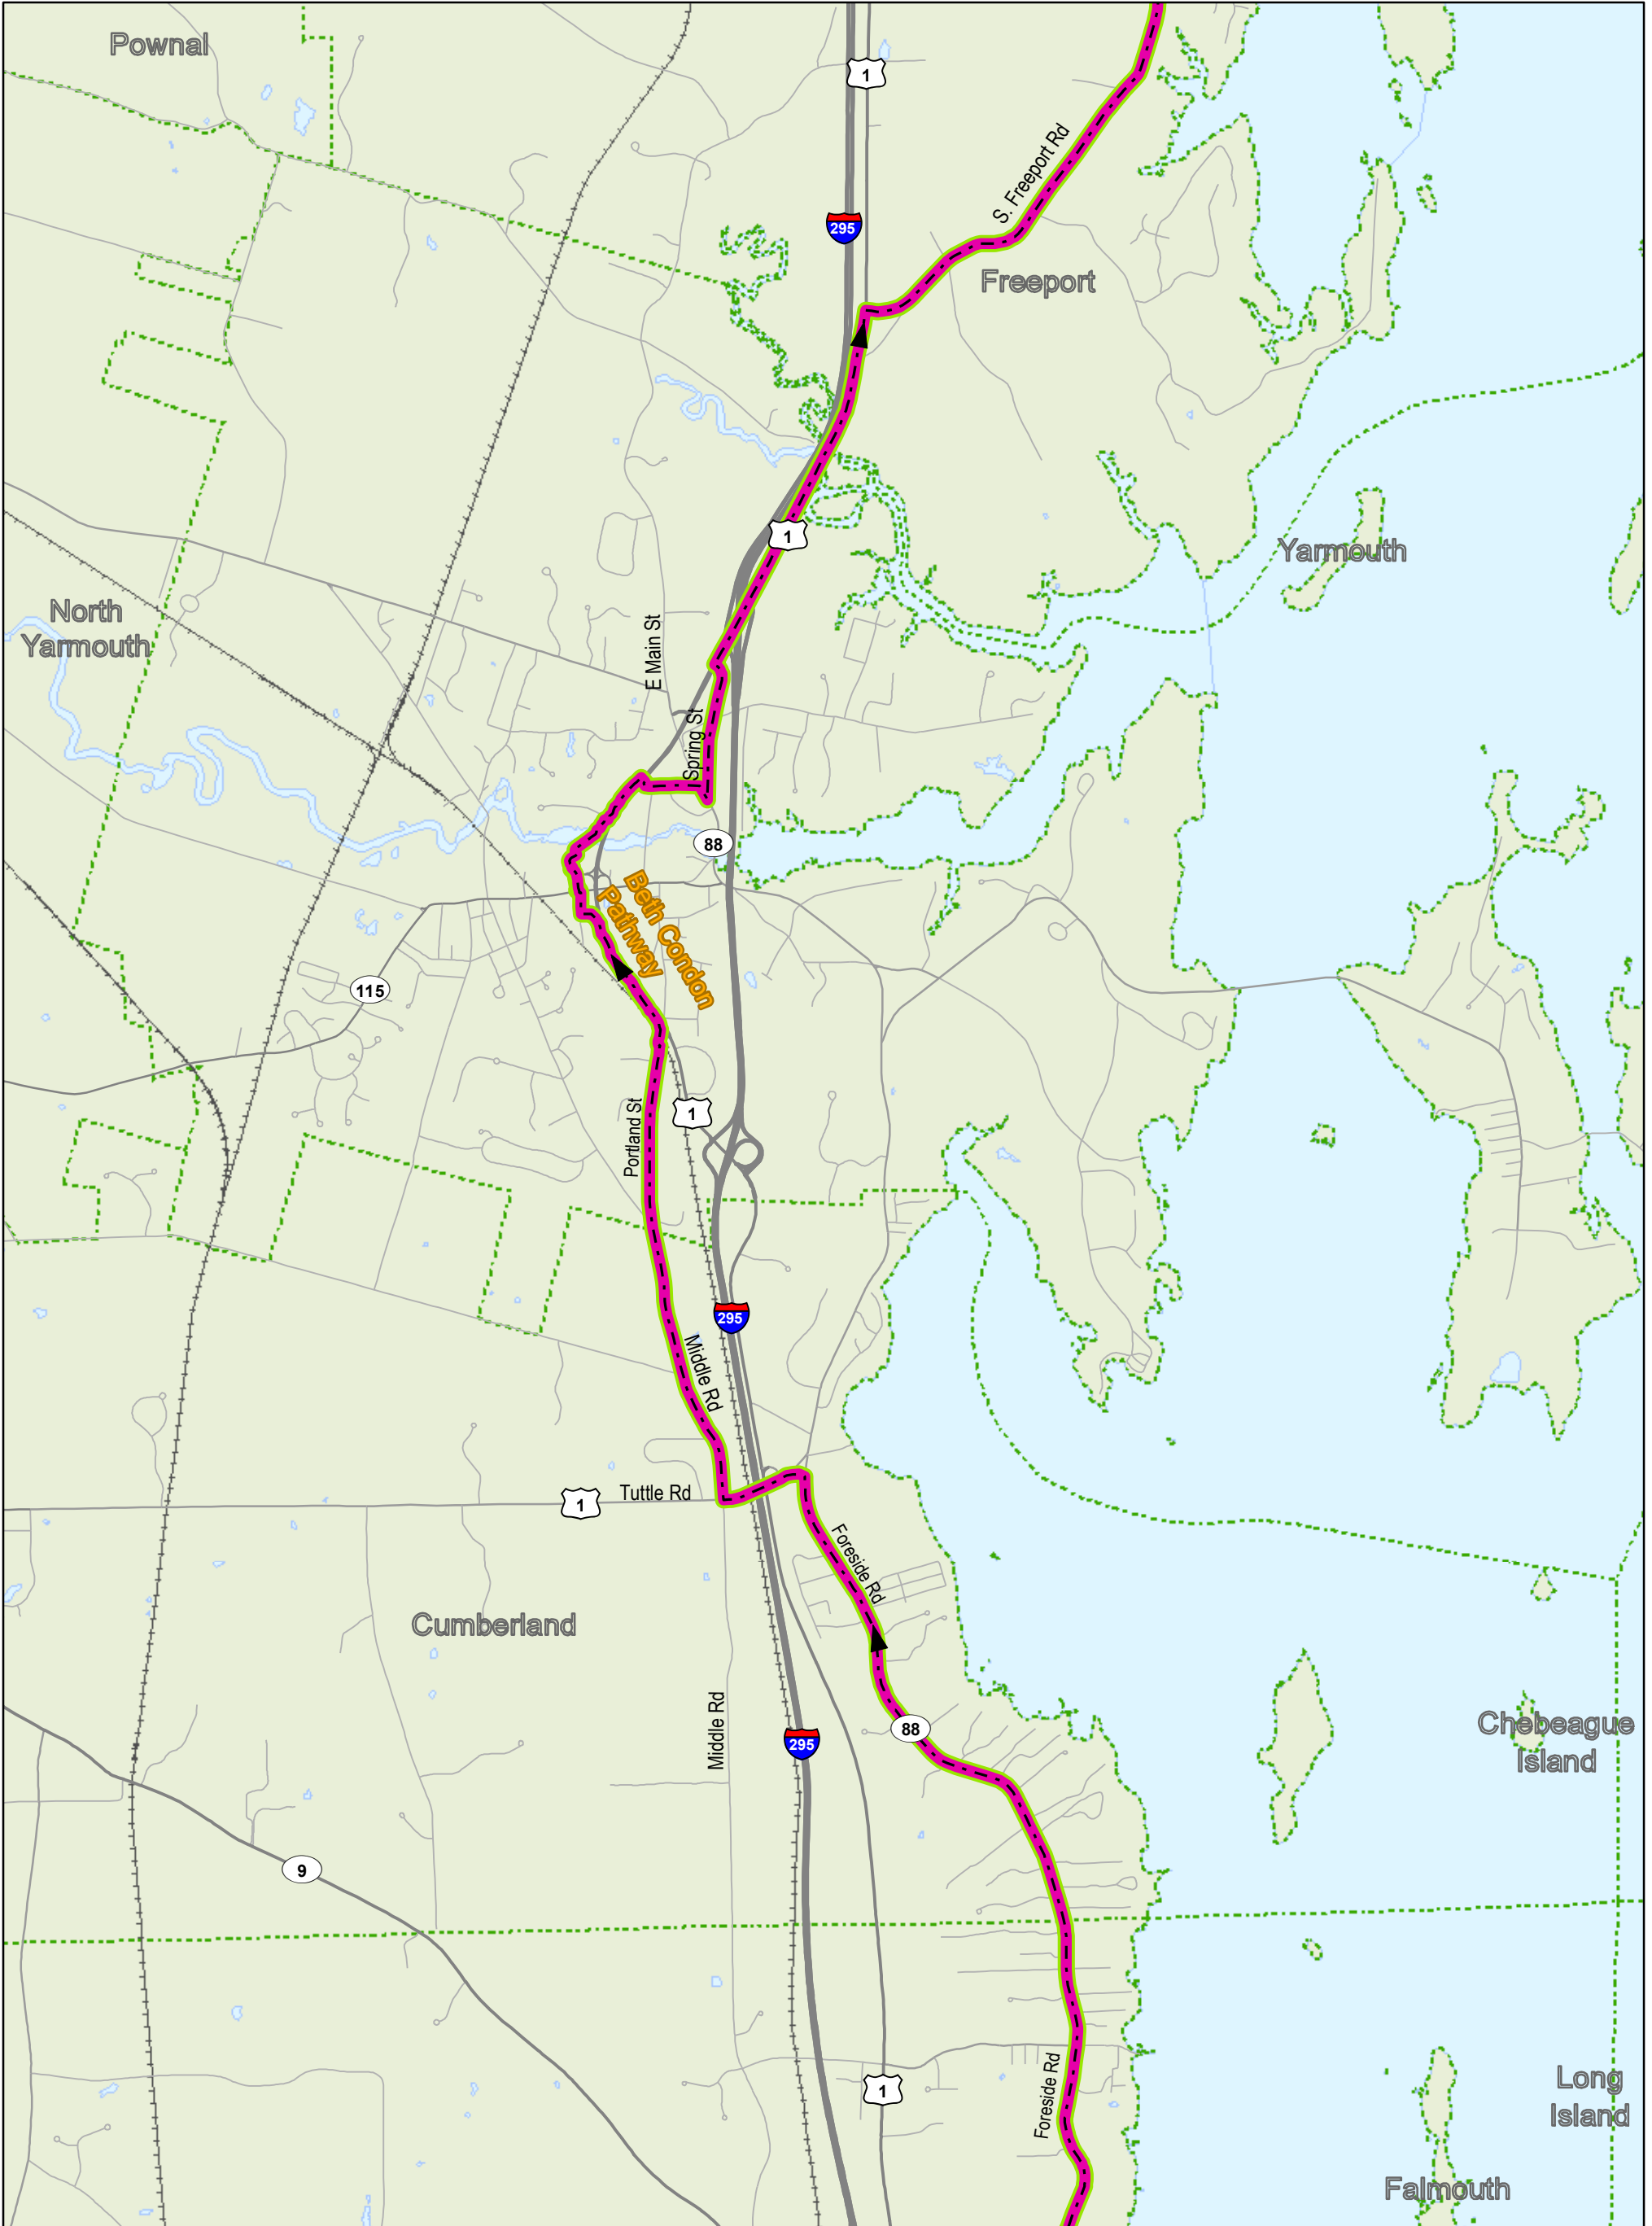 Pownal
1
S. Freeport Rd
295
Freeport
1
Yarmouth
North
Yarmouth
E Main St
Spring St
88
Beth Condon
Pathway
115
Portland St
1
295
Middle Rd
Tuttle Rd
1
Foreside Rd
Cumberland
Middle Rd
88
295
Chebeague
Island
9
Foreside Rd
1
Long
Island
Falmouth